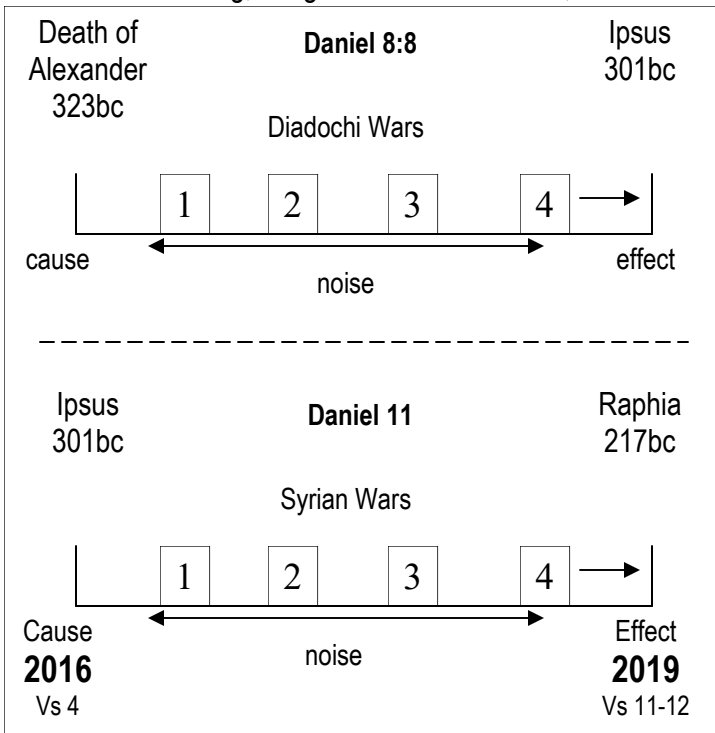 Death of
Alexander
323bc
Daniel 8:8
Ipsus
301bc
Diadochi Wars
1 2 3 4
cause
effect
noise
Ipsus
301bc
Daniel 11
Raphia
217bc
Syrian Wars
1 2 3 4
Cause
2016
Vs 4
noise
Effect
2019
Vs 11-12